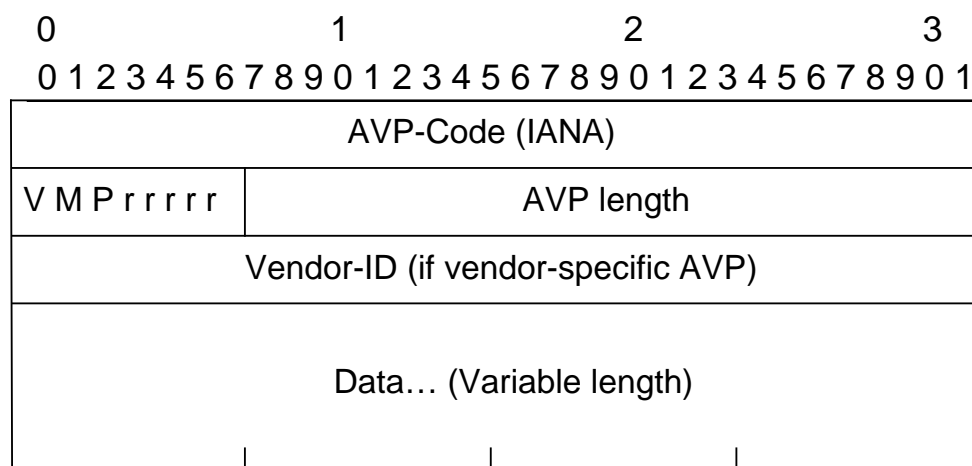 0 1 2 3
0 1 2 3 4 5 6 7 8 9 0 1 2 3 4 5 6 7 8 9 0 1 2 3 4 5 6 7 8 9 0 1
AVP-Code (IANA)
V M P r r r r r AVP length
Vendor-ID (if vendor-specific AVP)
Data… (Variable length)